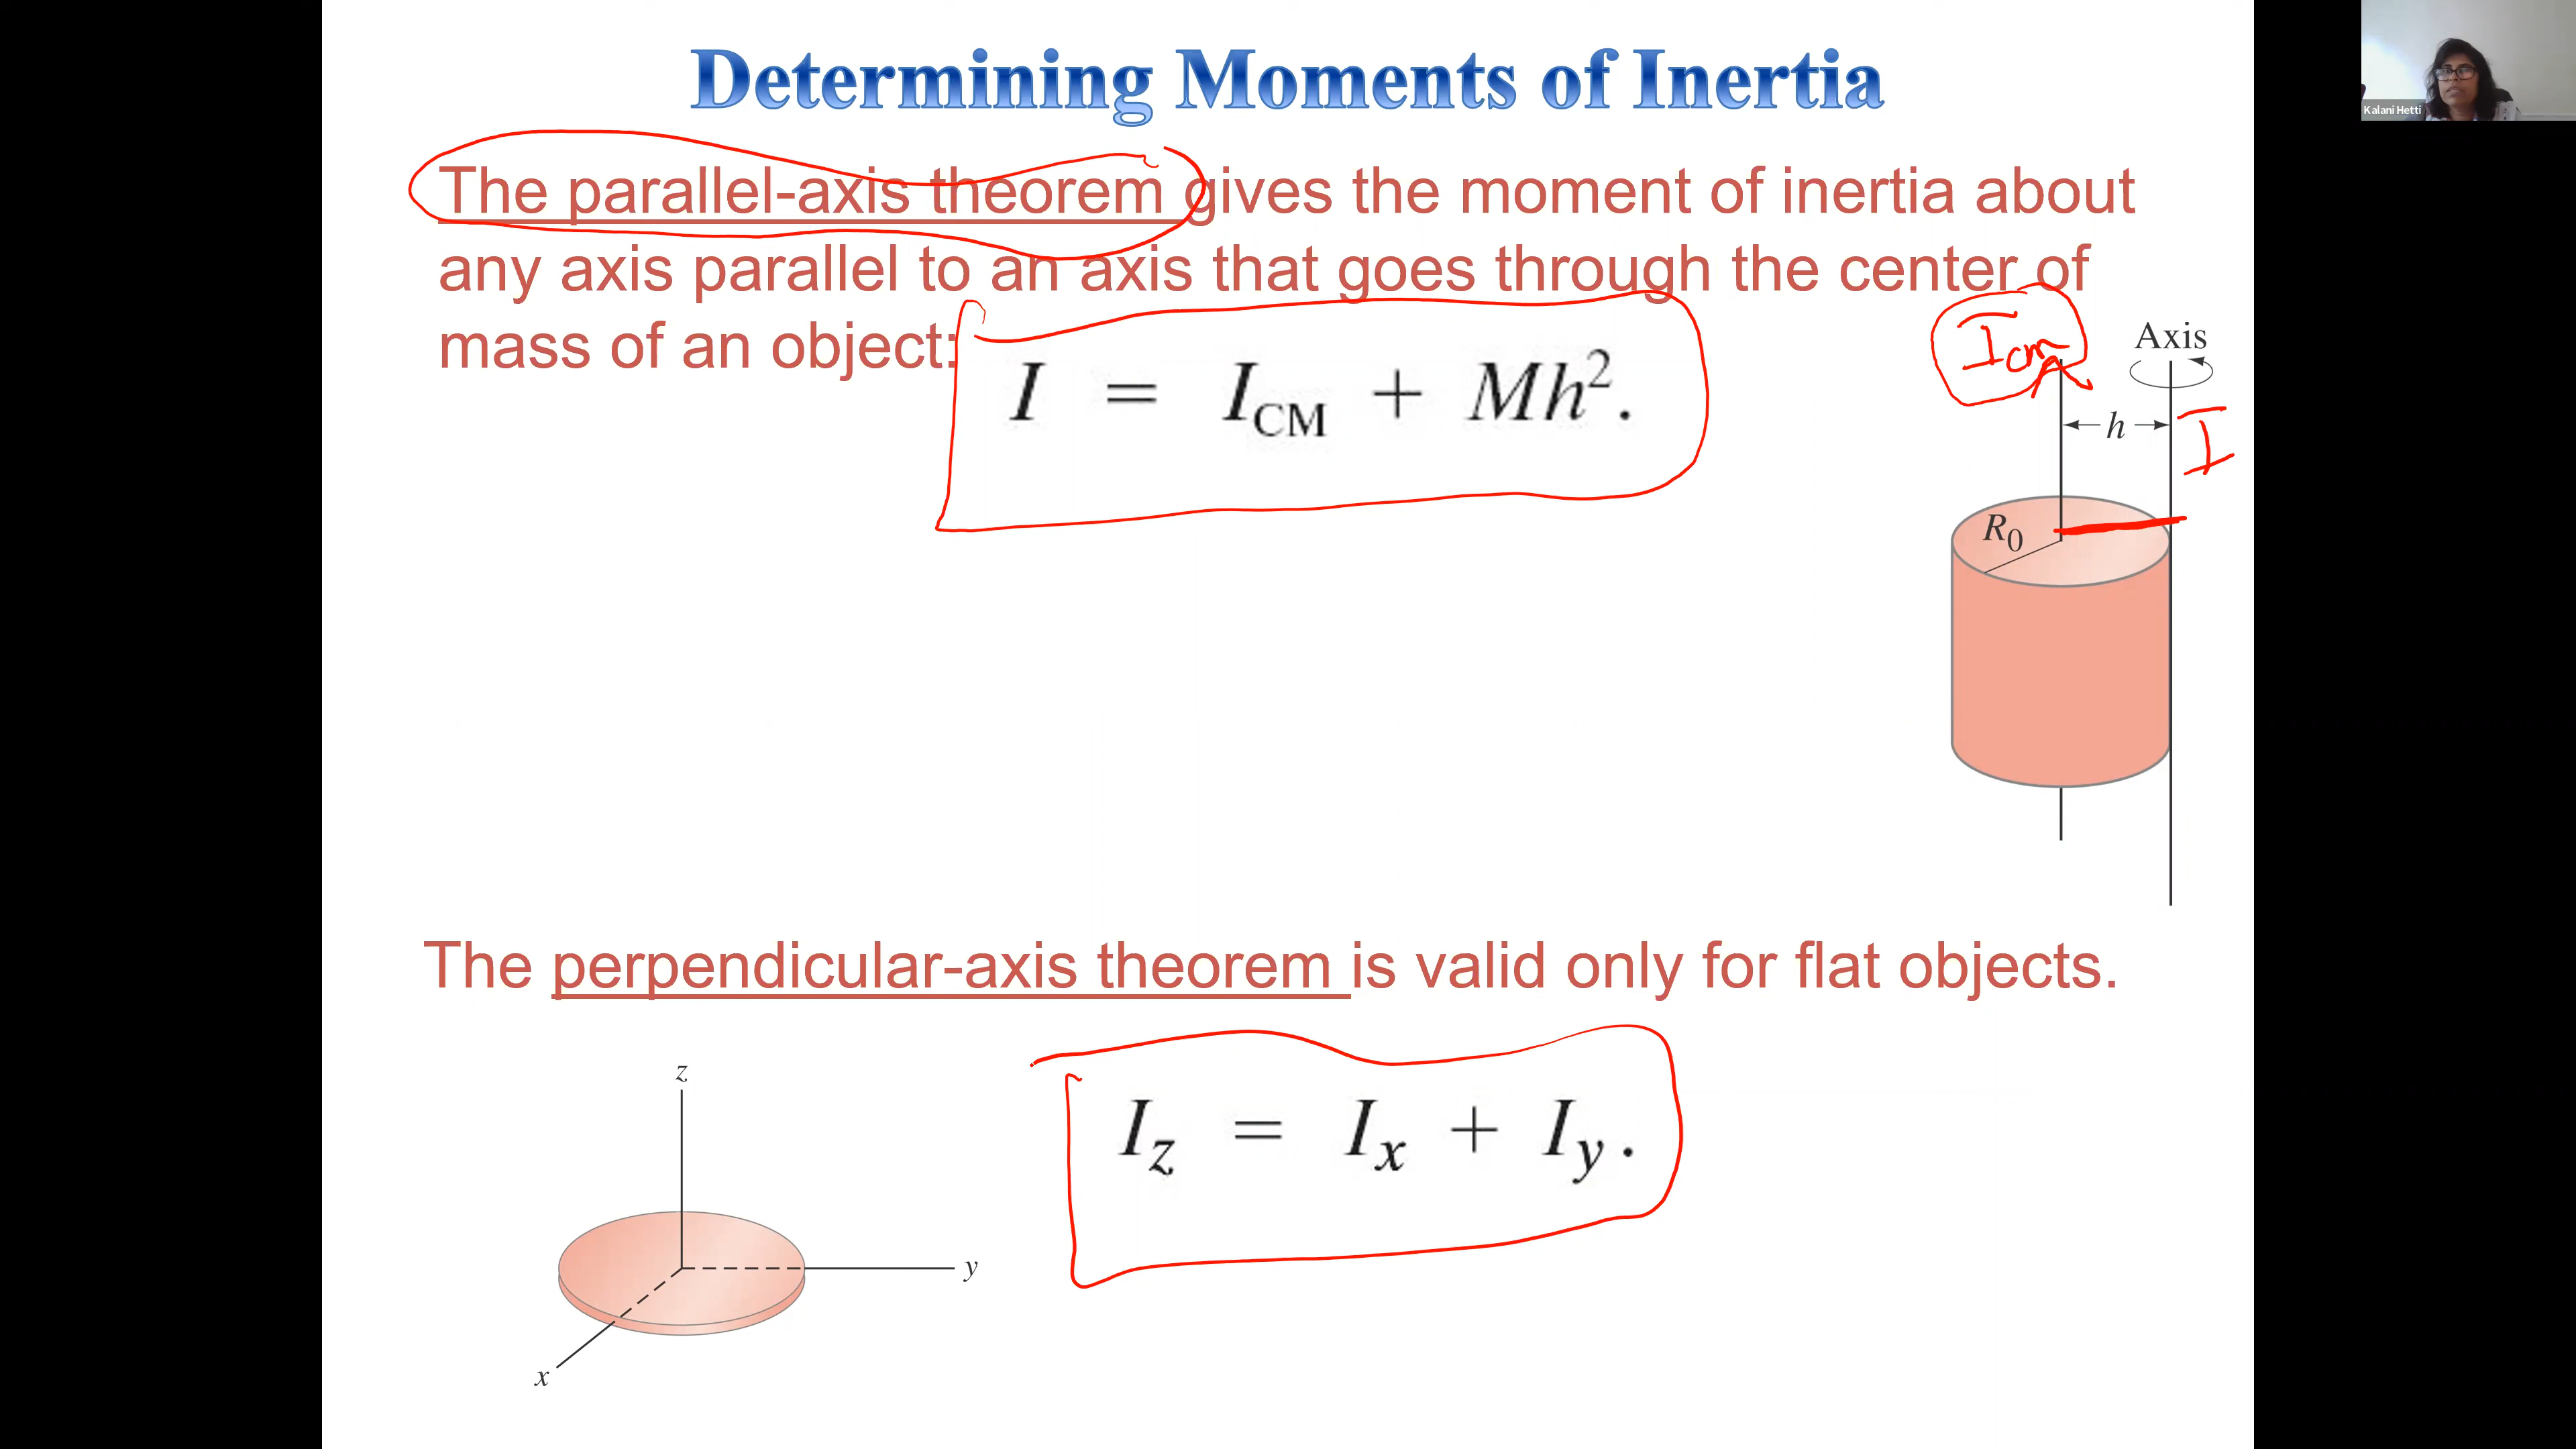 Determining Moments of Inertia
Kalani Hetti
The parallel-axis theorem gives the moment of inertia about
any axis parallel to an axis that goes through the center of
mass of an object:
I = I_CM + Mh².
Icm
Axis
h
I
R₀
The perpendicular-axis theorem is valid only for flat objects.
z
I_z = I_x + I_y.
y
x